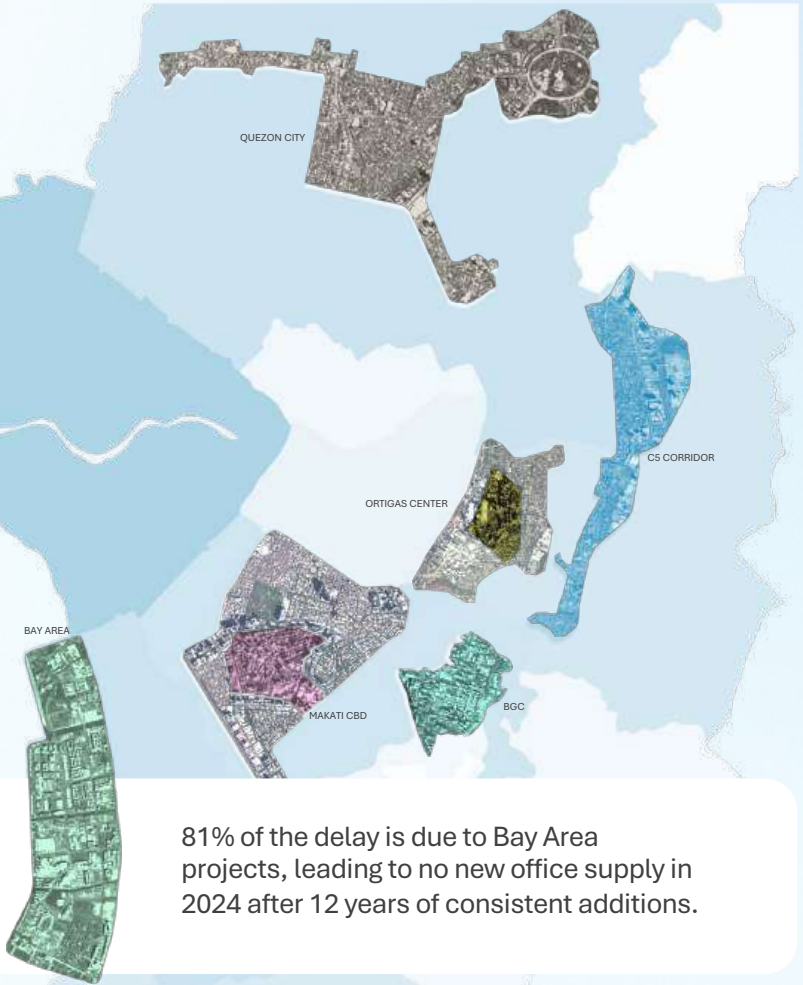 QUEZON CITY
C5 CORRIDOR
ORTIGAS CENTER
BAY AREA
BGC
MAKATI CBD
81% of the delay is due to Bay Area
projects, leading to no new office supply in
2024 after 12 years of consistent additions.